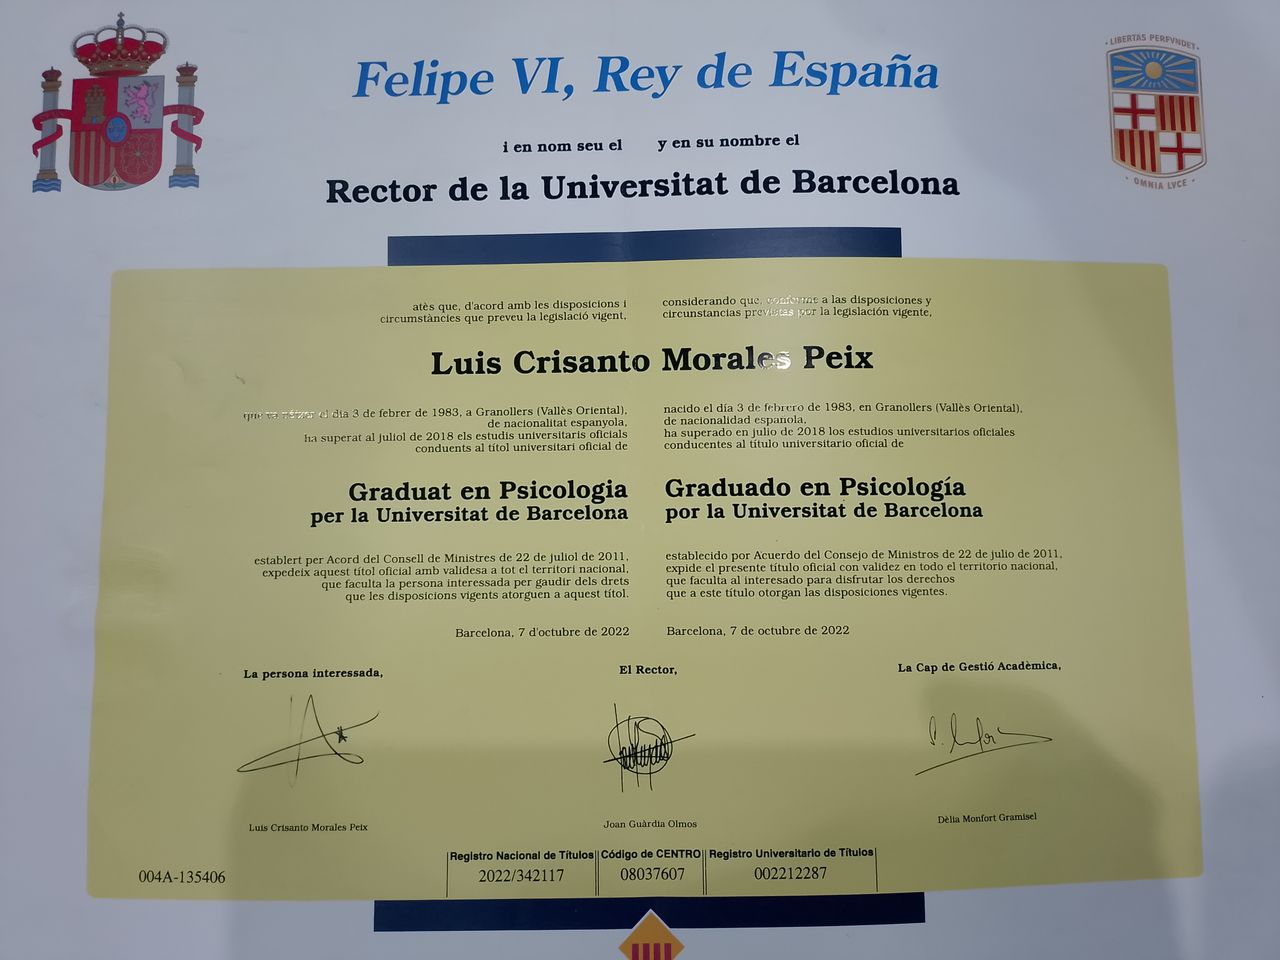 Felipe VI, Rey de España
LIBERTAS PERFVNDET
OMNIA LVCE
i en nom seu el
y en su nombre el
Rector de la Universitat de Barcelona
atès que, d'acord amb les disposicions i
circumstàncies que preveu la legislació vigent,
considerando que, conforme a las disposiciones y
circunstancias previstas por la legislación vigente,
Luis Crisanto Morales Peix
que va néixer el dia 3 de febrer de 1983, a Granollers (Vallès Oriental),
de nacionalitat espanyola,
ha superat al juliol de 2018 els estudis universitaris oficials
conduents al títol universitari oficial de
nacido el día 3 de febrero de 1983, en Granollers (Vallès Oriental),
de nacionalidad española,
ha superado en julio de 2018 los estudios universitarios oficiales
conducentes al título universitario oficial de
Graduat en Psicologia
per la Universitat de Barcelona
Graduado en Psicología
por la Universitat de Barcelona
establert per Acord del Consell de Ministres de 22 de juliol de 2011,
expedeix aquest títol oficial amb validesa a tot el territori nacional,
que faculta la persona interessada per gaudir dels drets
que les disposicions vigents atorguen a aquest títol.
establecido por Acuerdo del Consejo de Ministros de 22 de julio de 2011,
expide el presente título oficial con validez en todo el territorio nacional,
que faculta al interesado para disfrutar los derechos
que a este título otorgan las disposiciones vigentes.
Barcelona, 7 d'octubre de 2022
Barcelona, 7 de octubre de 2022
La persona interessada,
El Rector,
La Cap de Gestió Acadèmica,
Luis Crisanto Morales Peix
Joan Guàrdia Olmos
Dèlia Monfort Gramisel
004A-135406
Registro Nacional de Títulos
2022/342117
Código de CENTRO
08037607
Registro Universitario de Títulos
002212287